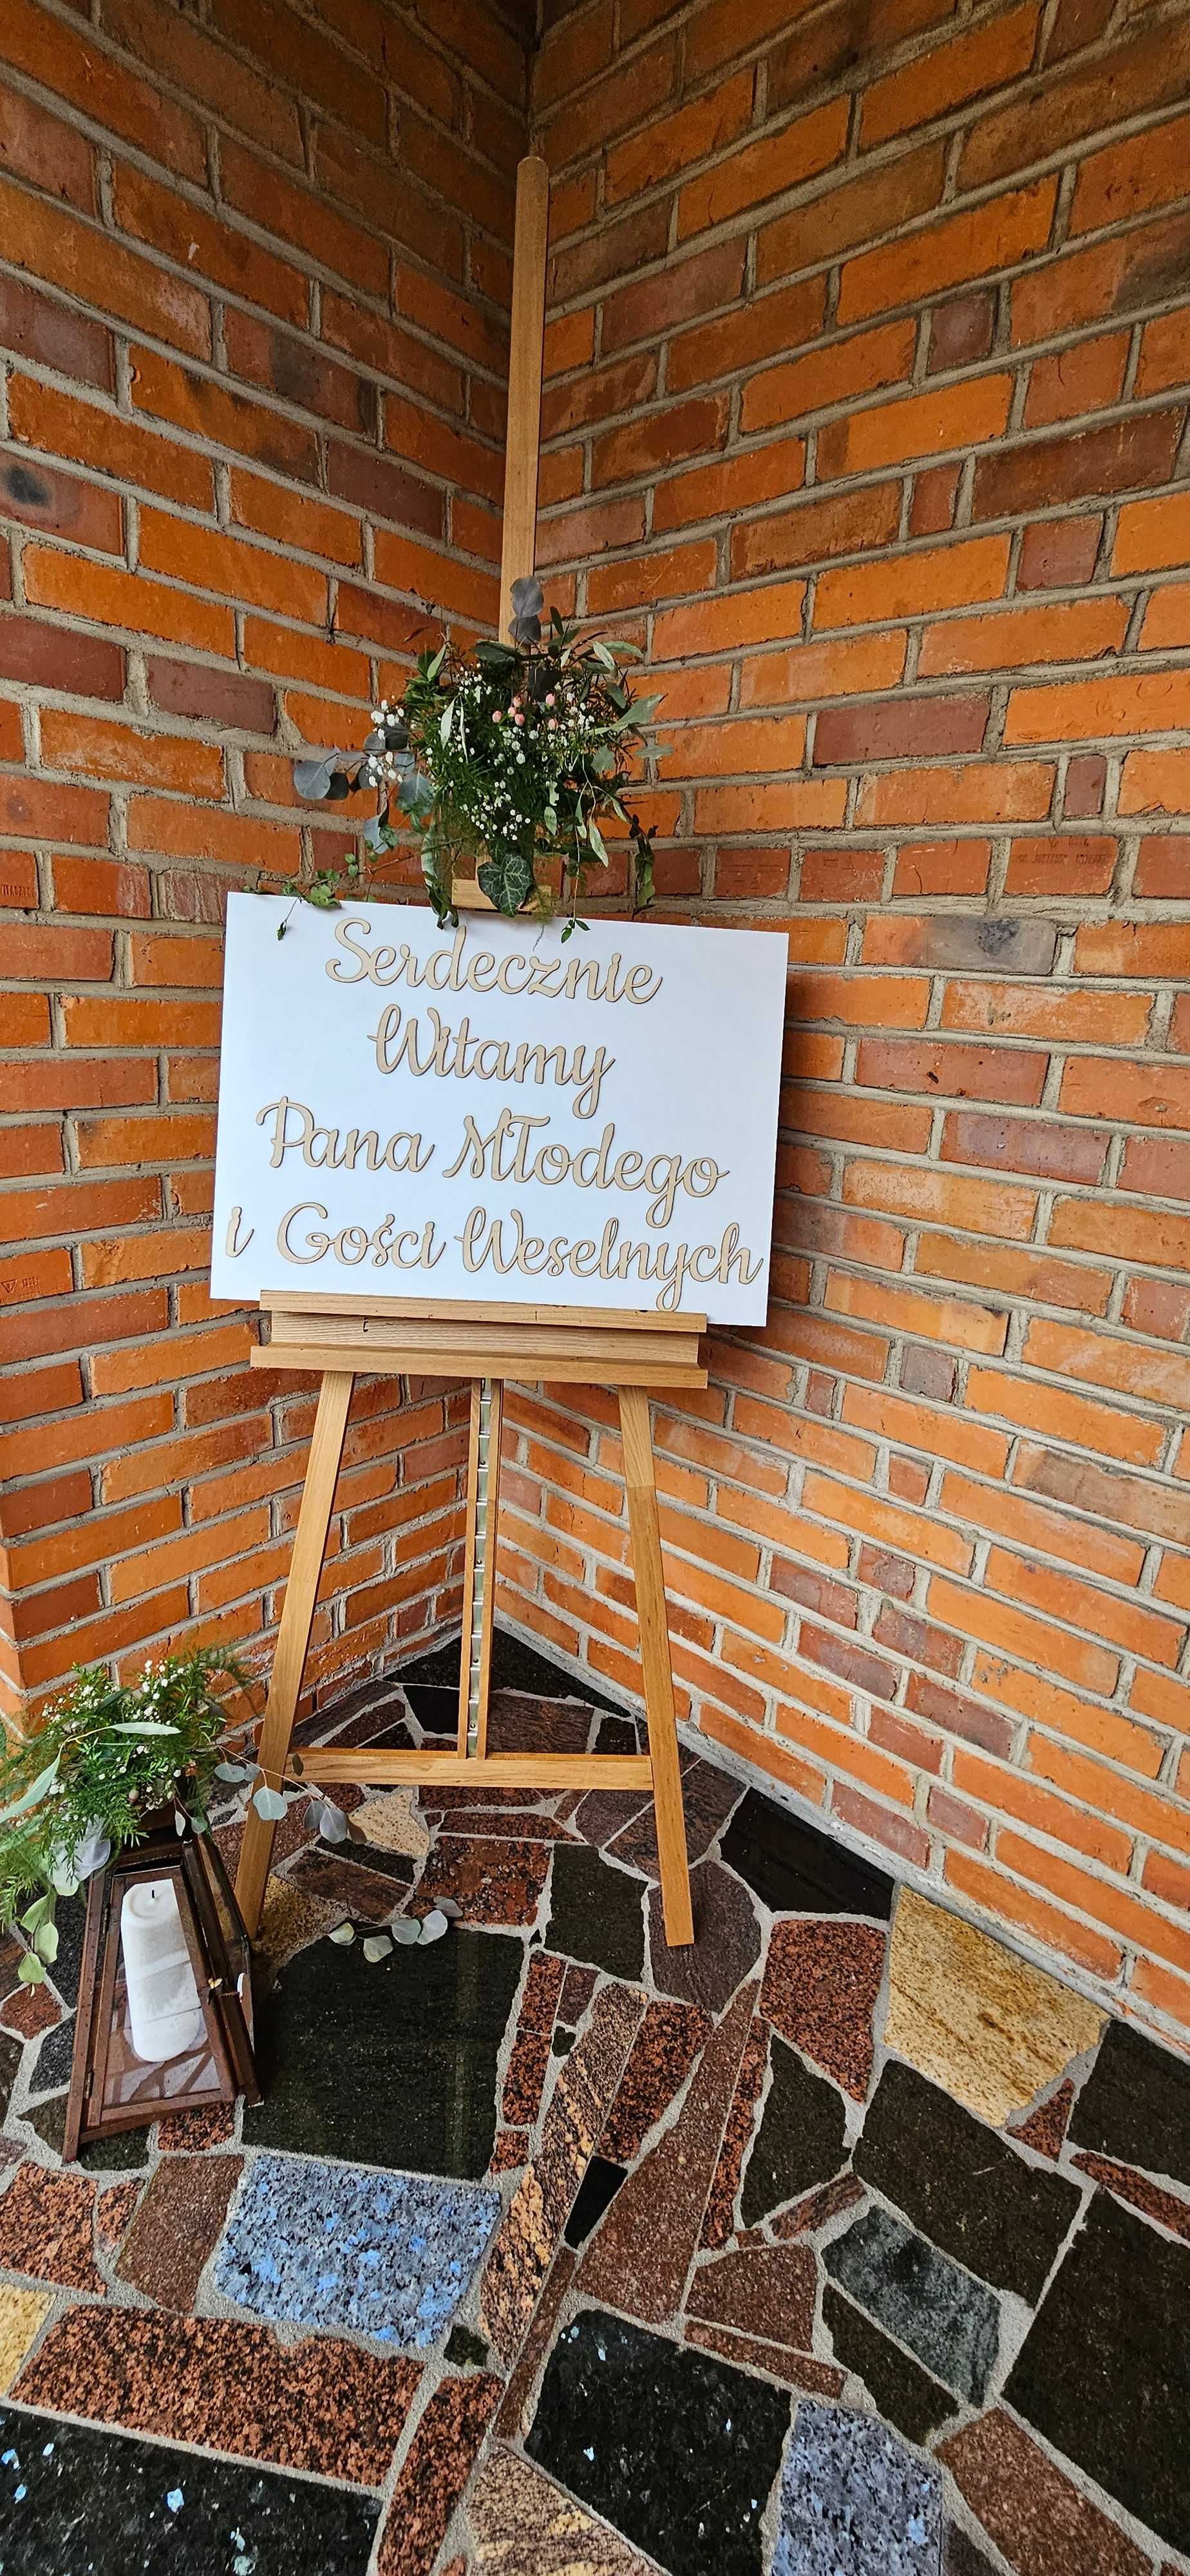 Serdecznie
Witamy
Pana Młodego
i Gości Weselnych